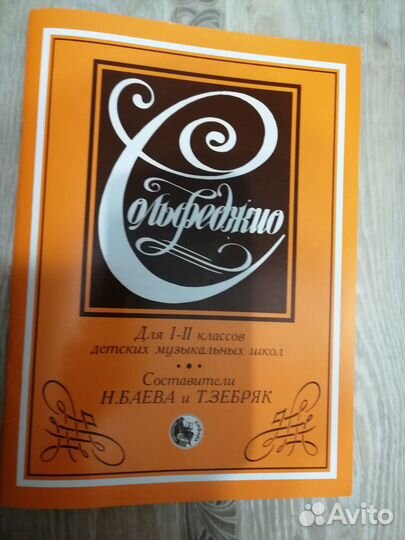 Сольфеджио
Для I-II классов
детских музыкальных школ
Составители
Н.БАЕВА и Т.ЗЕБРЯК
Avito